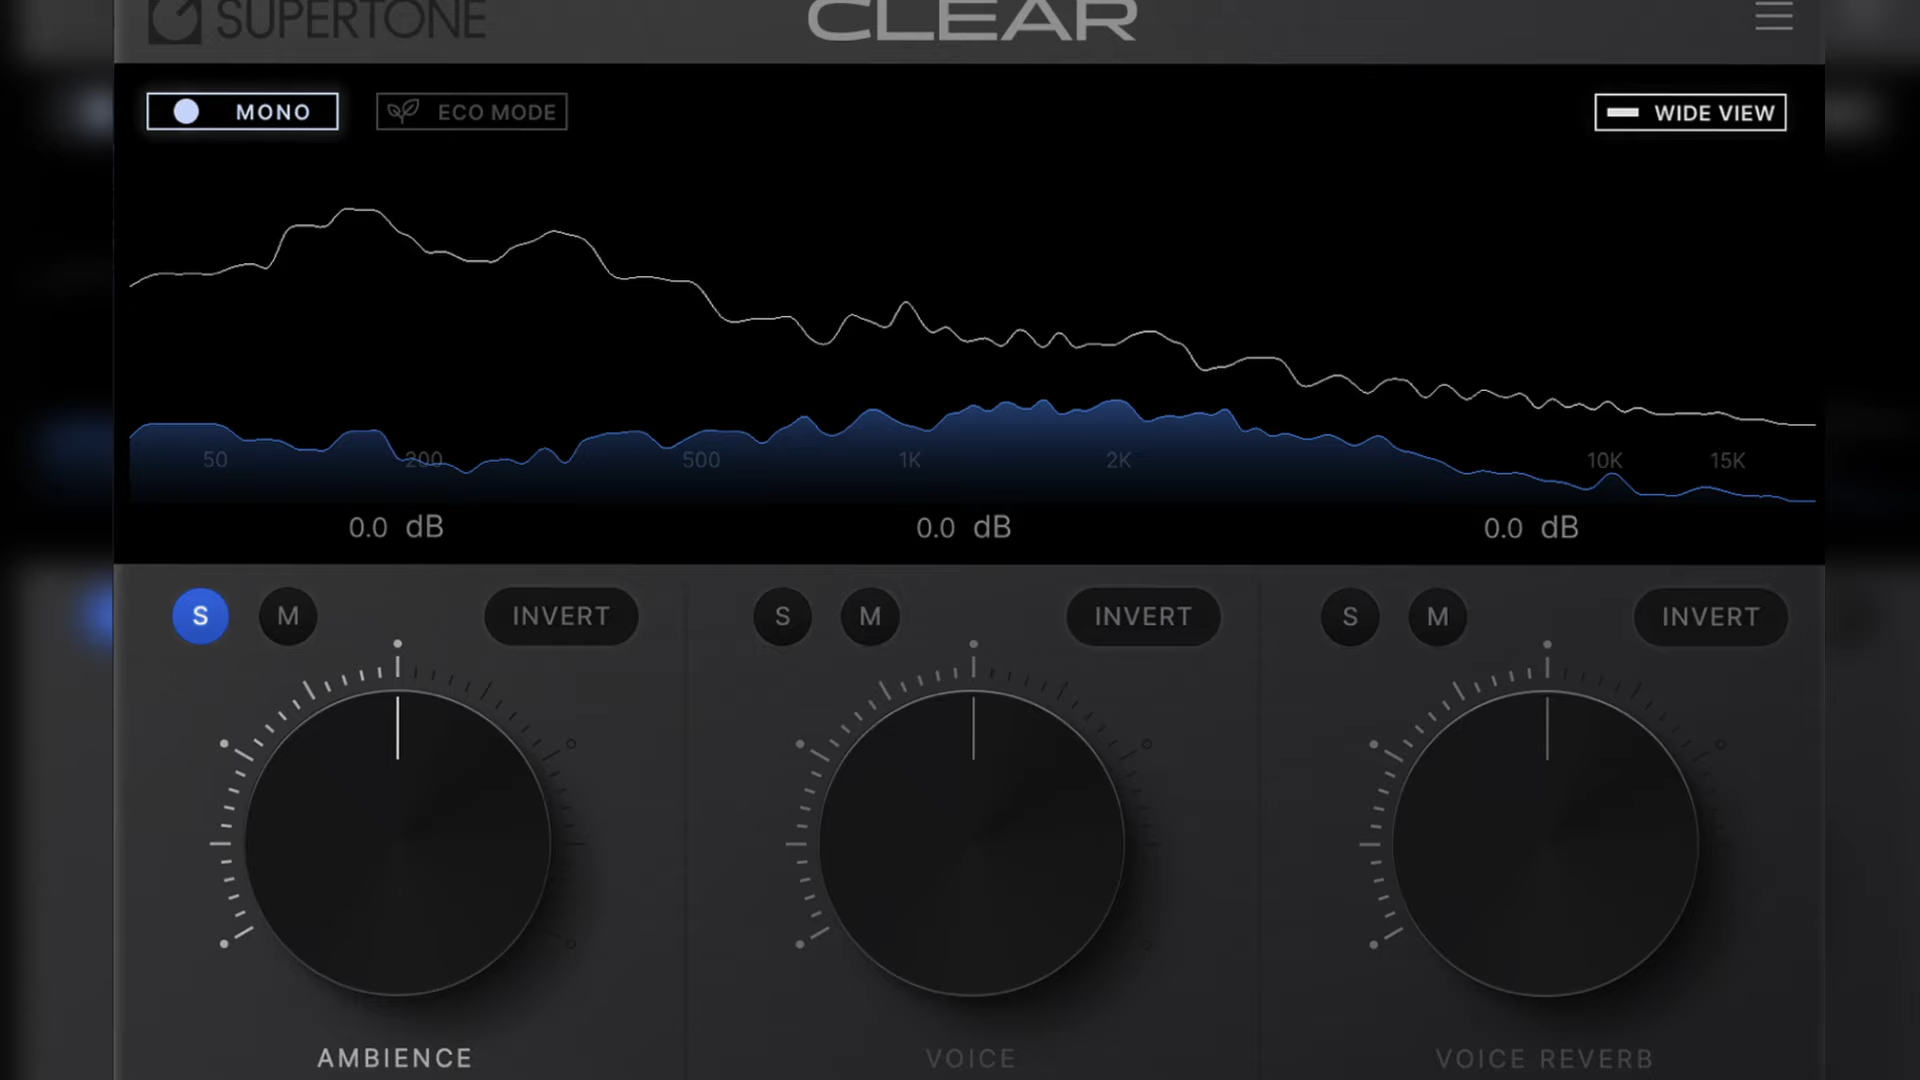 SUPERTONE CLEAR
MONO ECO MODE WIDE VIEW
50 200 500 1K 2K 10K 15K
0.0 dB 0.0 dB 0.0 dB
S M INVERT S M INVERT S M INVERT
AMBIENCE VOICE VOICE REVERB